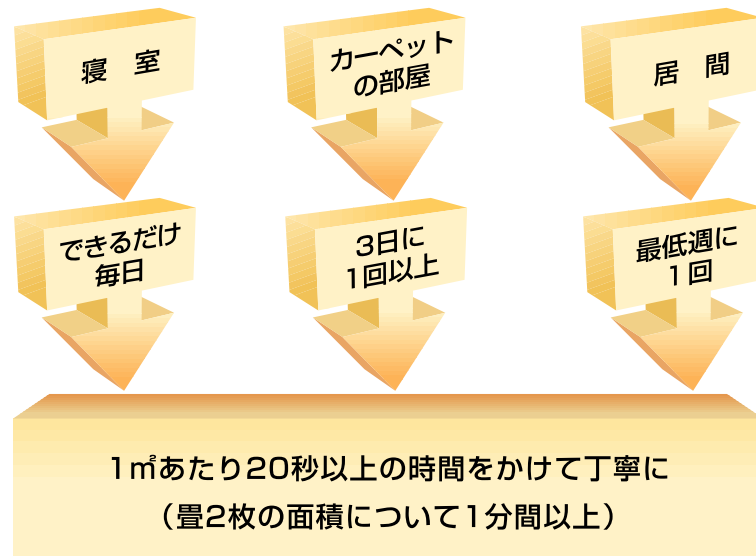 寝　室
カーペット
の部屋
居　間
できるだけ
毎日
3日に
1回以上
最低週に
1回
1㎡あたり20秒以上の時間をかけて丁寧に
（畳2枚の面積について1分間以上）